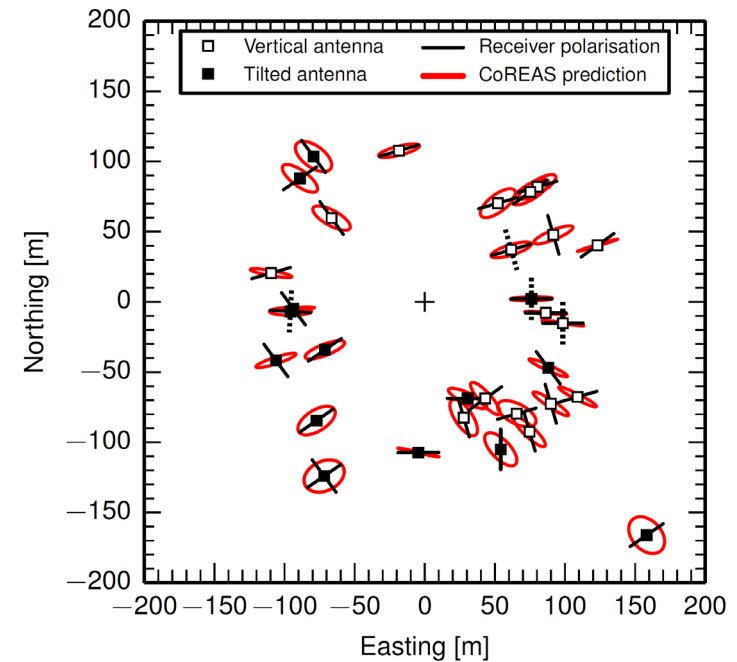 200
150
100
50
0
−50
−100
−150
−200
Northing [m]
Vertical antenna
Tilted antenna
Receiver polarisation
CoREAS prediction
−200 −150 −100 −50 0 50 100 150 200
Easting [m]